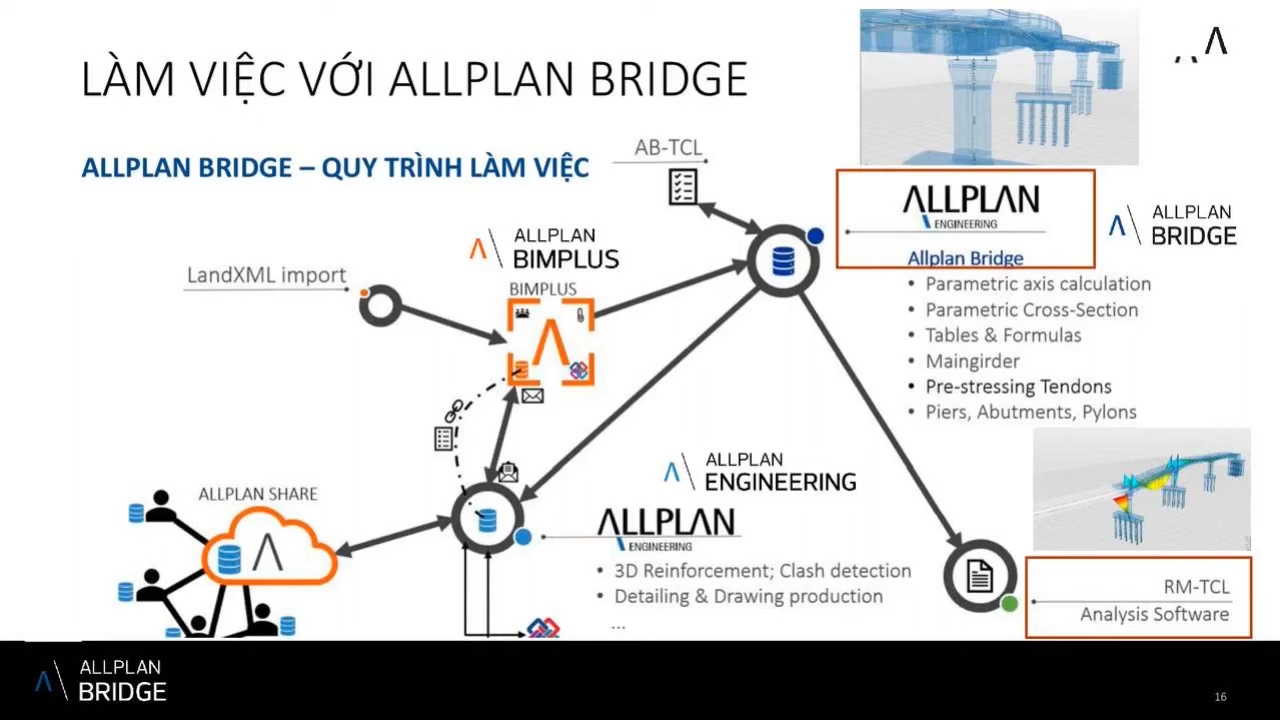 LÀM VIỆC VỚI ALLPLAN BRIDGE
ALLPLAN BRIDGE – QUY TRÌNH LÀM VIỆC
AB-TCL
ALLPLAN
ENGINEERING
ALLPLAN
BRIDGE
Allplan Bridge
• Parametric axis calculation
• Parametric Cross-Section
• Tables & Formulas
• Maingirder
• Pre-stressing Tendons
• Piers, Abutments, Pylons
ALLPLAN
BIMPLUS
BIMPLUS
LandXML import
ALLPLAN SHARE
ALLPLAN
ENGINEERING
ALLPLAN
ENGINEERING
• 3D Reinforcement; Clash detection
• Detailing & Drawing production
...
RM-TCL
Analysis Software
ALLPLAN
BRIDGE
16